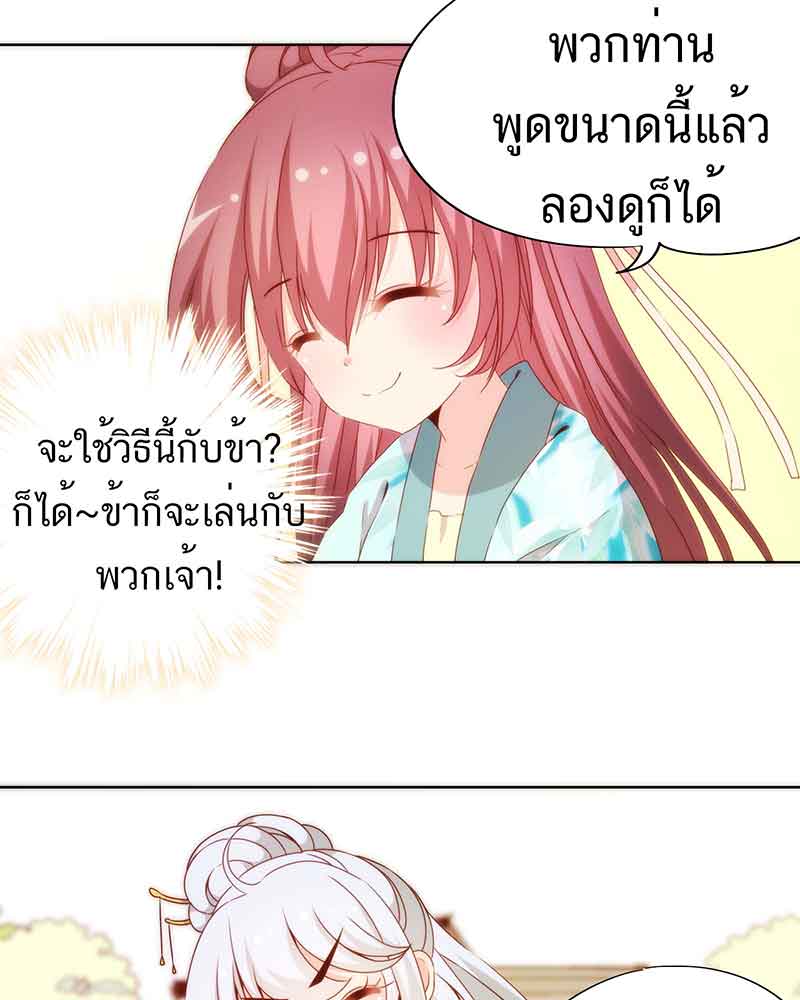 พวกท่าน
พูดขนาดนี้แล้ว
ลองดูก็ได้
จะใช้วิธีนี้กับข้า?
ก็ได้~ข้าก็จะเล่นกับ
พวกเจ้า!